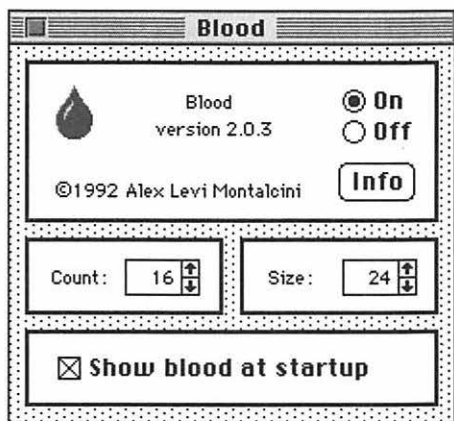 Blood
Blood
version 2.0.3
On
Off
©1992 Alex Levi Montalcini
Info
Count: 16
Size: 24
Show blood at startup